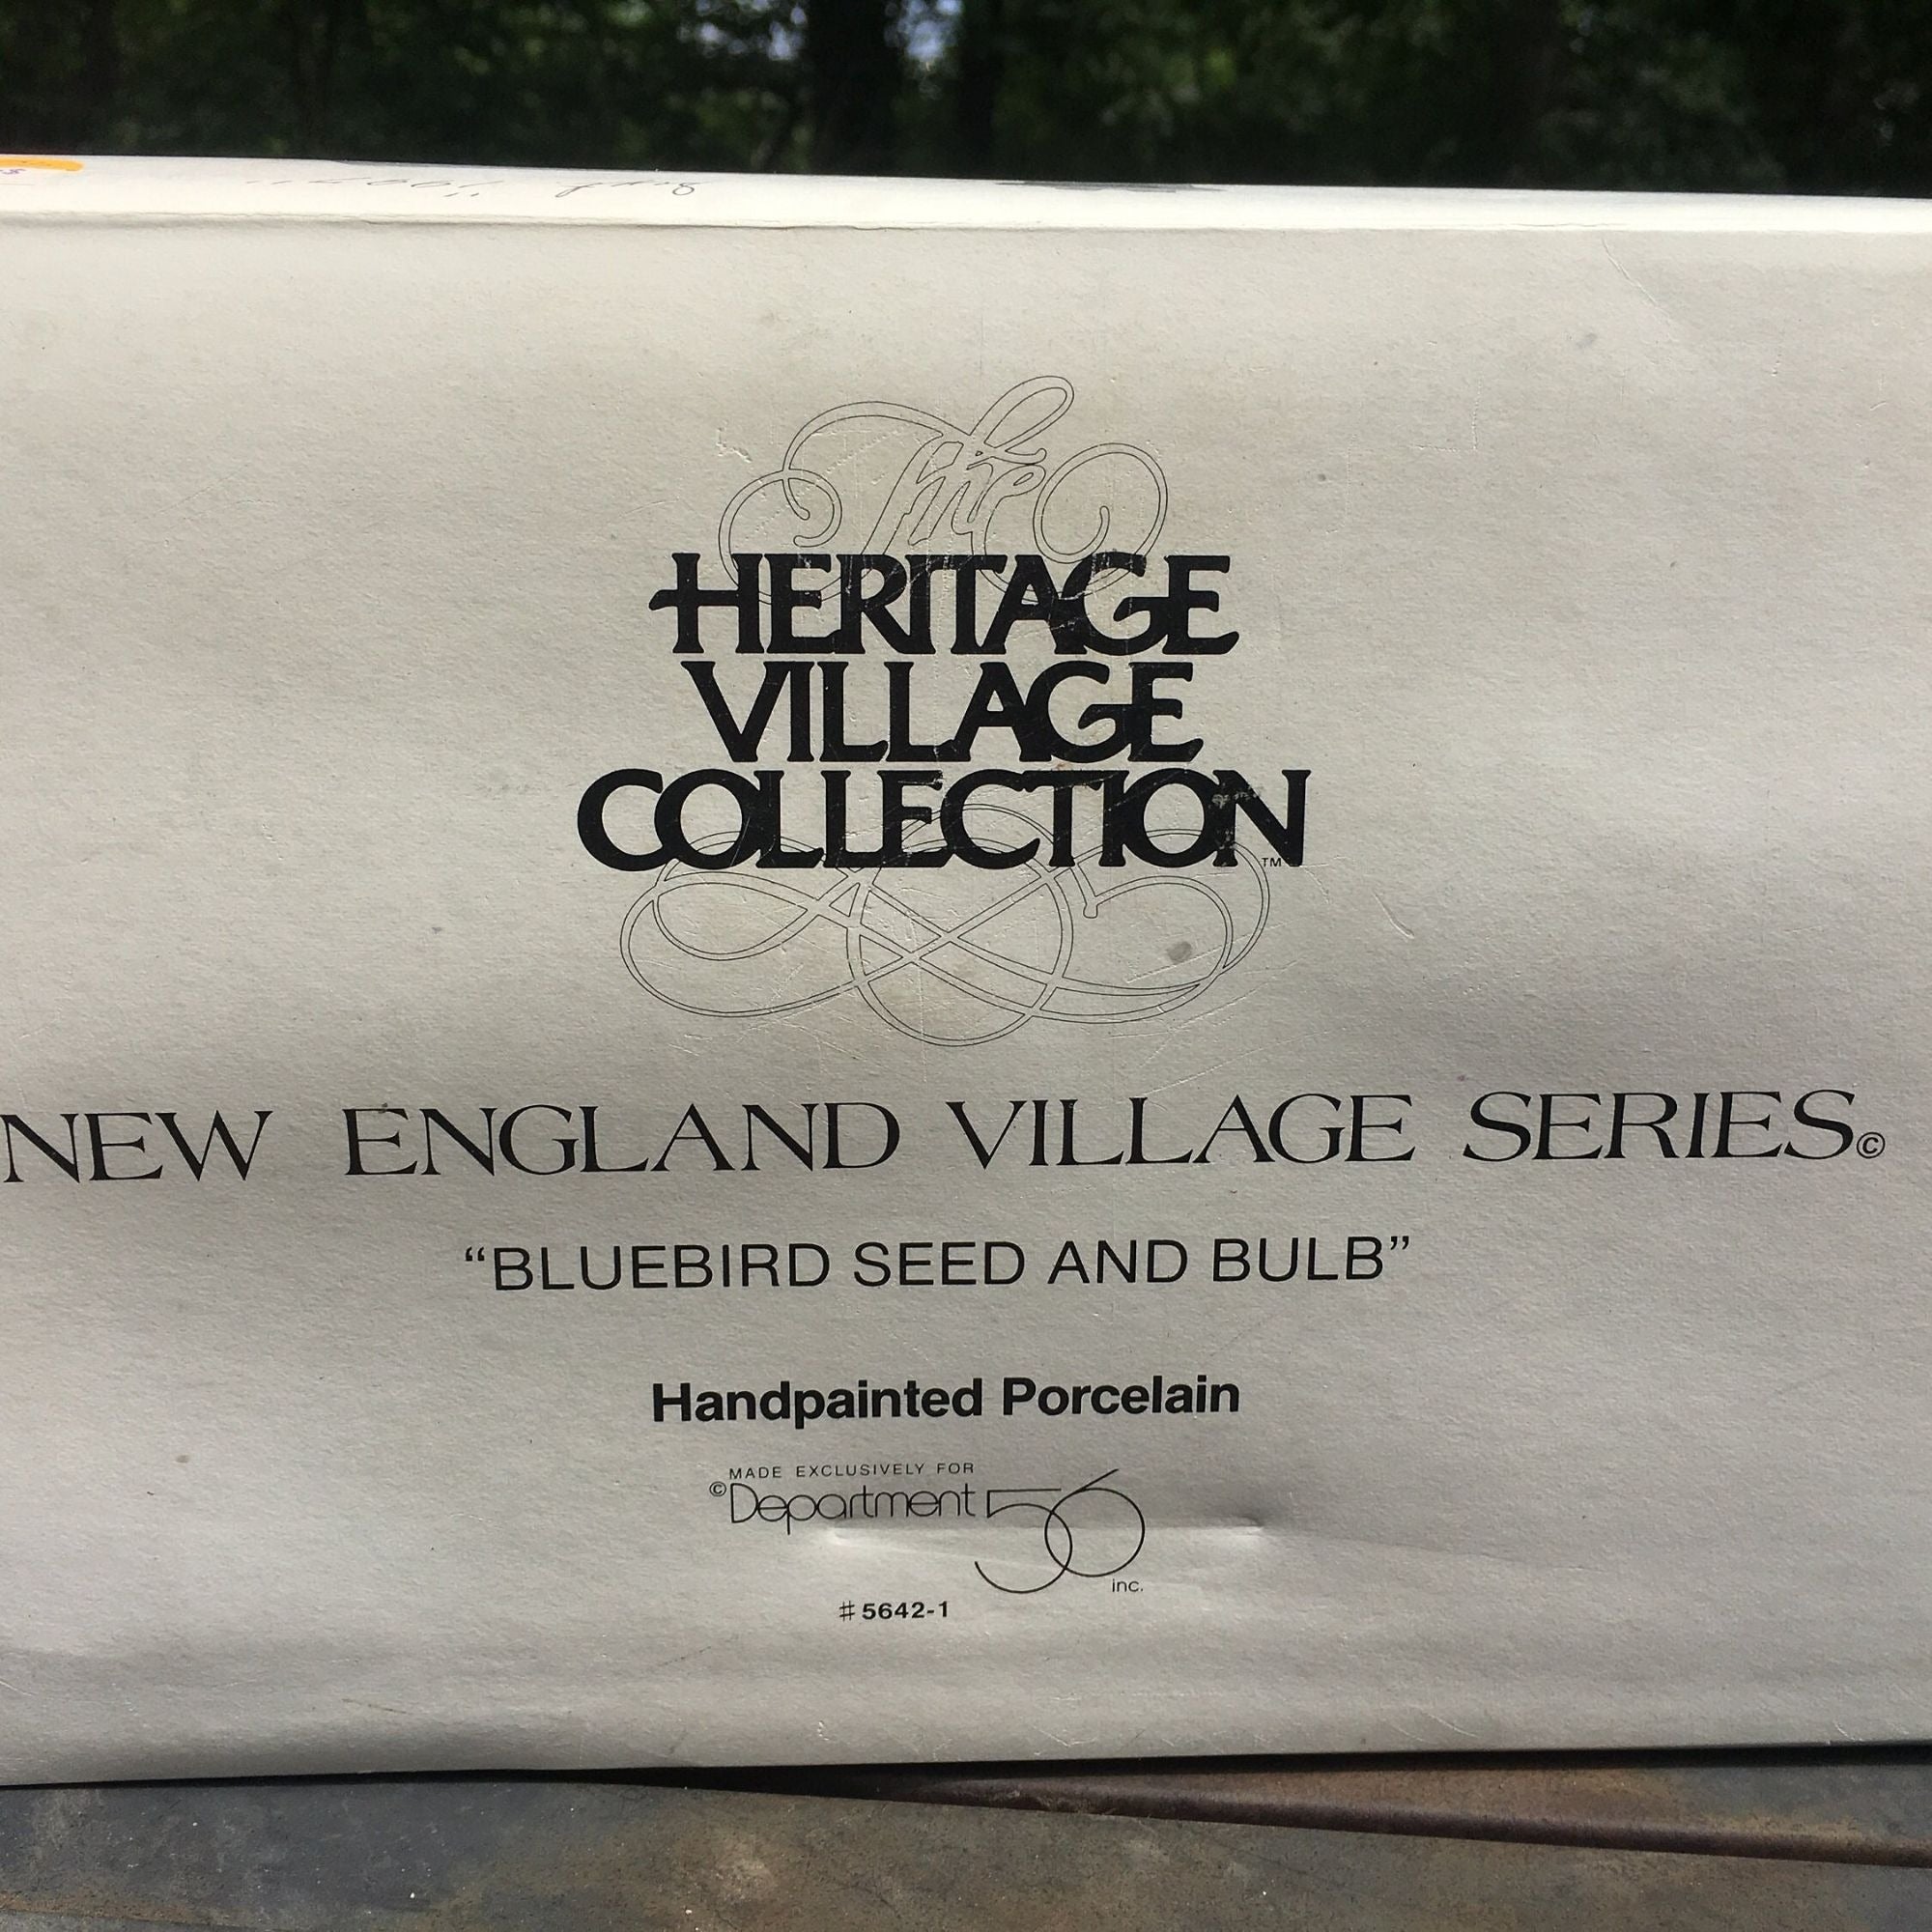 The
HERITAGE
VILLAGE
COLLECTION™
NEW ENGLAND VILLAGE SERIES©
“BLUEBIRD SEED AND BULB”
Handpainted Porcelain
MADE EXCLUSIVELY FOR
©Department 56
inc.
#5642-1